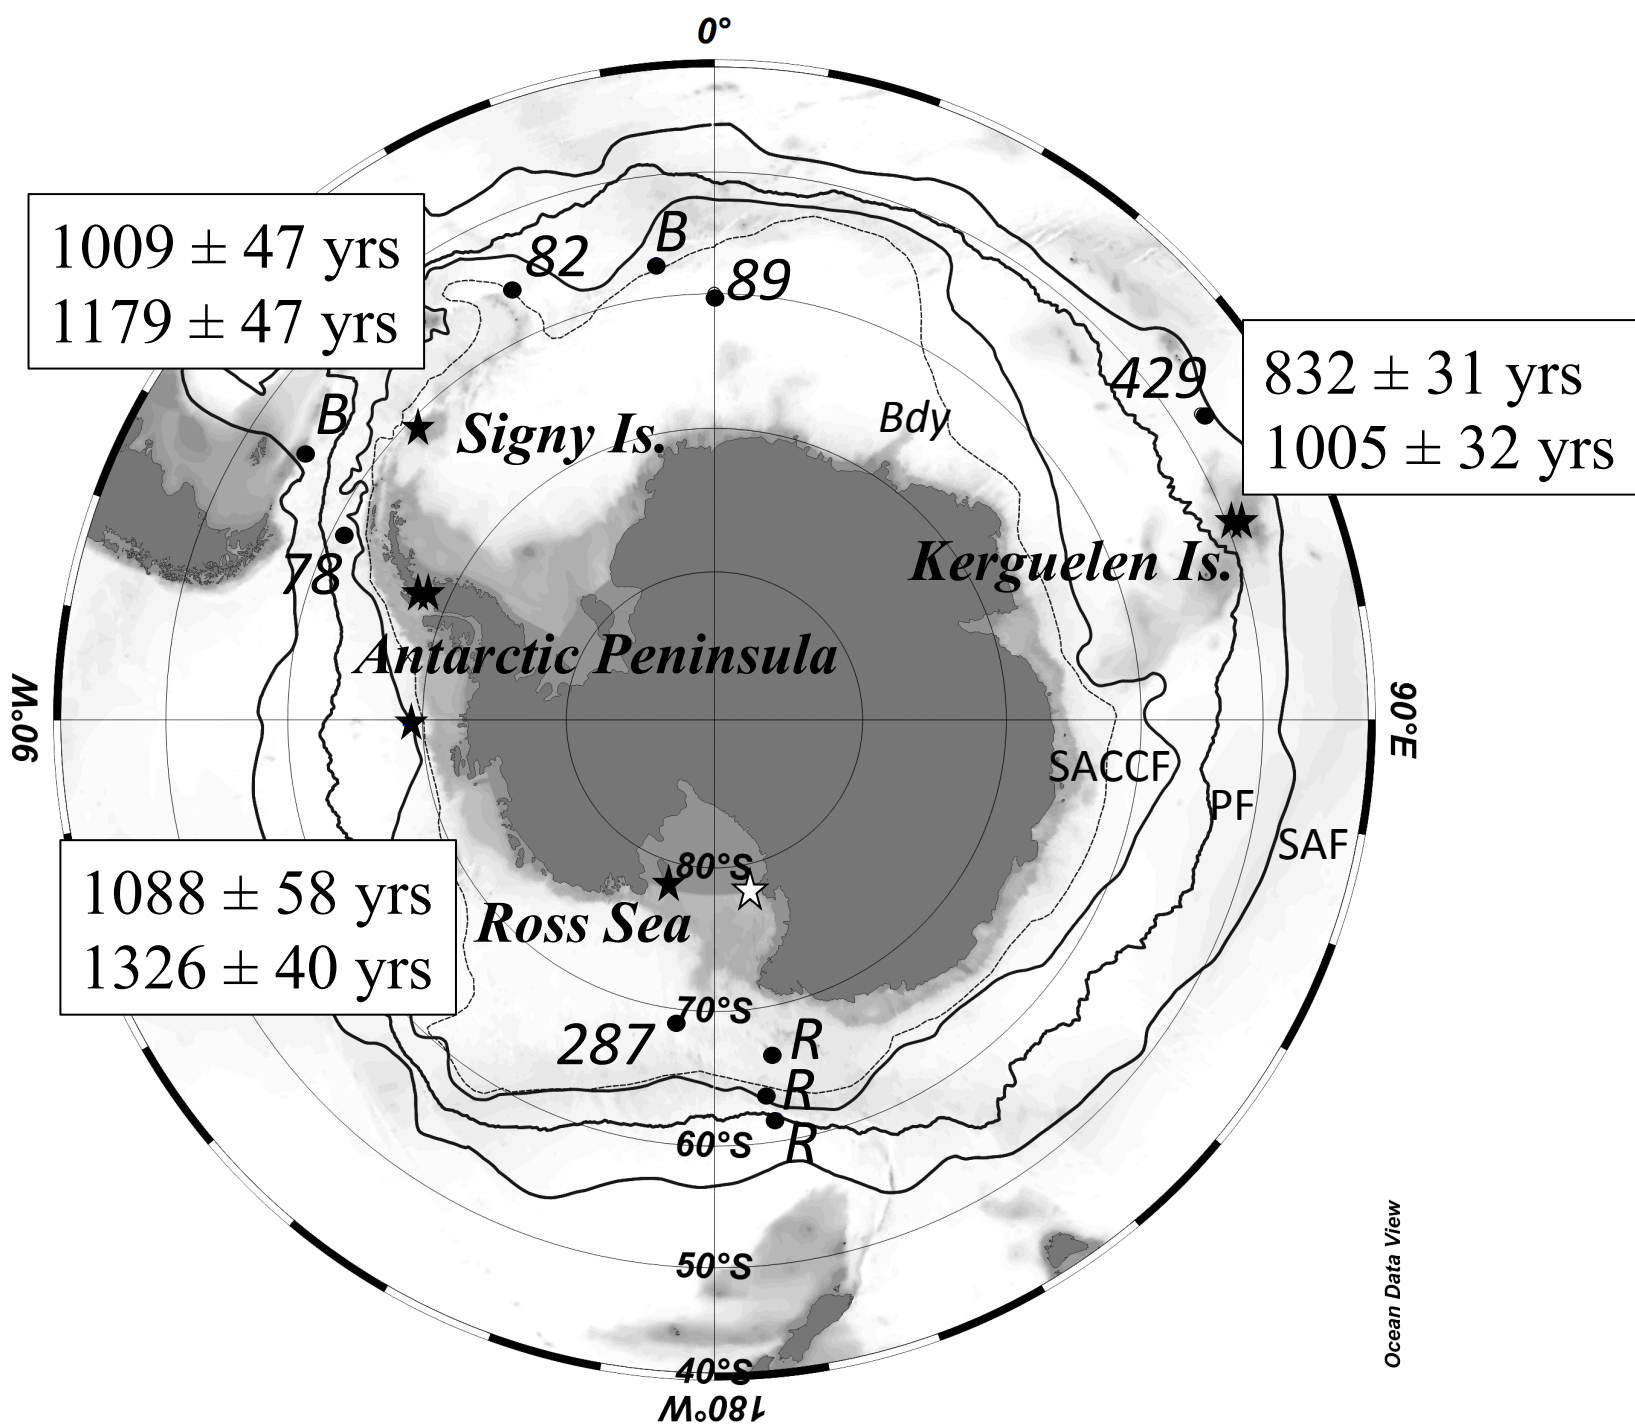 0°
B
82
89
1009 ± 47 yrs
1179 ± 47 yrs
832 ± 31 yrs
1005 ± 32 yrs
429
B
Bdy
Signy Is.
Kerguelen Is.
78
Antarctic Peninsula
90°W
90°E
SACCF
PF
SAF
80°S
1088 ± 58 yrs
1326 ± 40 yrs
Ross Sea
70°S
287
R
R
R
60°S
50°S
40°S
180°W
Ocean Data View